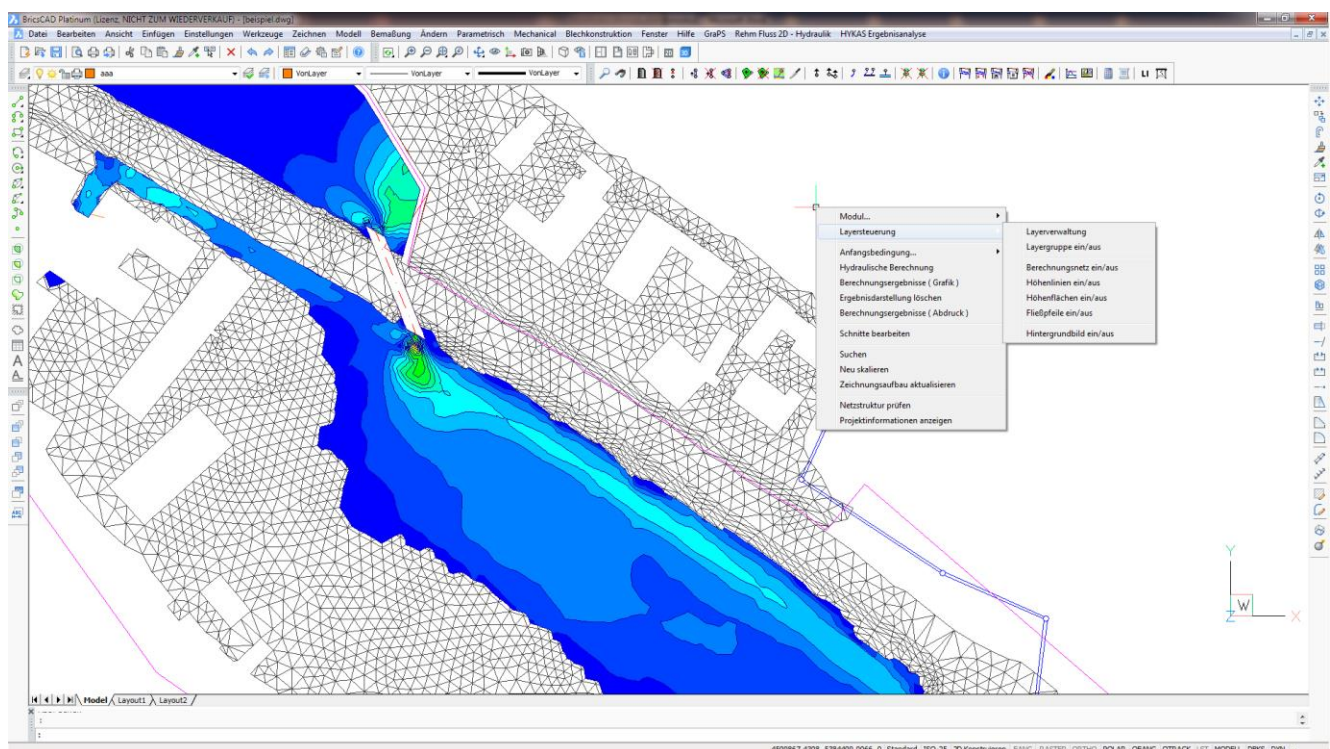 BricsCAD Platinum (Lizenz, NICHT ZUM WIEDERVERKAUF) - [beispiel.dwg]
Datei Bearbeiten Ansicht Einfügen Einstellungen Werkzeuge Zeichnen Modell Bemaßung Ändern Parametrisch Mechanical Blechkonstruktion Fenster Hilfe GraPS Rehm Fluss 2D - Hydraulik HYKAS Ergebnisanalyse
aaa VonLayer VonLayer VonLayer
Modul...
Layersteuerung
Anfangsbedingung...
Hydraulische Berechnung
Berechnungsergebnisse ( Grafik )
Ergebnisdarstellung löschen
Berechnungsergebnisse ( Abdruck )
Schnitte bearbeiten
Suchen
Neu skalieren
Zeichnungsaufbau aktualisieren
Netzstruktur prüfen
Projektinformationen anzeigen
Layerverwaltung
Layergruppe ein/aus
Berechnungsnetz ein/aus
Höhenlinien ein/aus
Höhenflächen ein/aus
Fließpfeile ein/aus
Hintergrundbild ein/aus
Y
W
Z
X
Model Layout1 Layout2
:
: